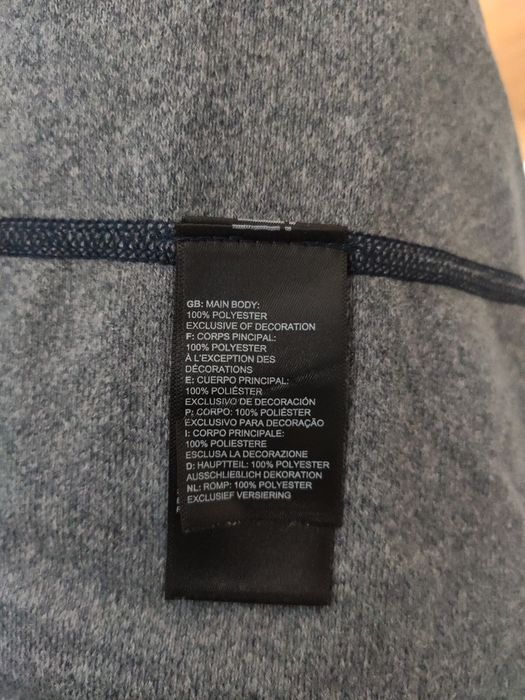 GB: MAIN BODY:
100% POLYESTER
EXCLUSIVE OF DECORATION
F: CORPS PINCIPAL:
100% POLYESTER
À L'EXCEPTION DES
DÉCORATIONS
E: CUERPO PRINCIPAL:
100% POLIÉSTER
EXCLUSIVO DE DECORACIÓN
P: CORPO: 100% POLIÉSTER
EXCLUSIVO PARA DECORAÇÃO
I: CORPO PRINCIPALE:
100% POLIESTERE
ESCLUSA LA DECORAZIONE
D: HAUPTTEIL: 100% POLYESTER
AUSSCHLIEßLICH DEKORATION
NL: ROMP: 100% POLYESTER
EXCLUSIEF VERSIERING